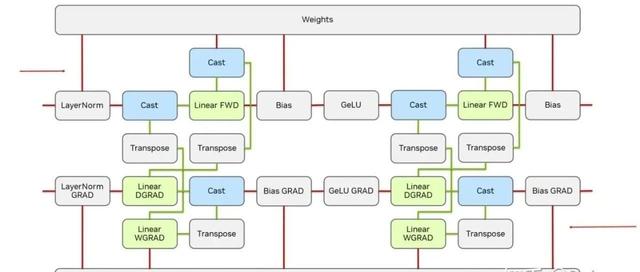 Weights
Cast
Cast
LayerNorm
Cast
Linear FWD
Bias
GeLU
Cast
Linear FWD
Bias
Transpose
Transpose
Transpose
Transpose
LayerNorm
GRAD
Linear
DGRAD
Cast
Bias GRAD
GeLU GRAD
Linear
DGRAD
Cast
Bias GRAD
Linear
WGRAD
Transpose
Linear
WGRAD
Transpose